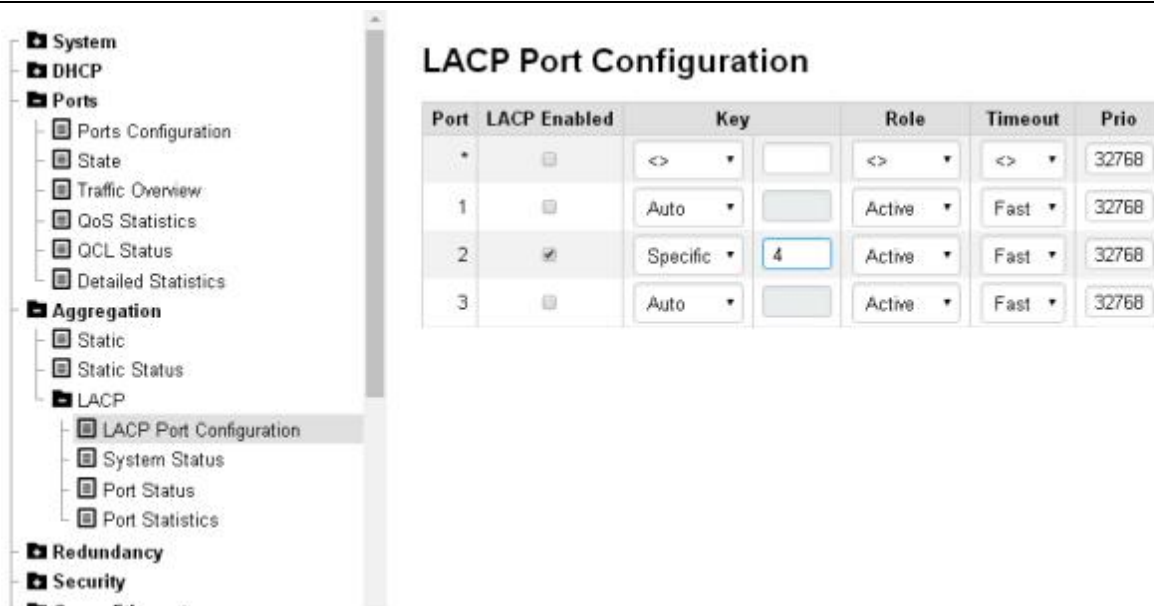 System
DHCP
Ports
Ports Configuration
State
Traffic Overview
QoS Statistics
QCL Status
Detailed Statistics
Aggregation
Static
Static Status
LACP
LACP Port Configuration
System Status
Port Status
Port Statistics
Redundancy
Security
LACP Port Configuration
Port LACP Enabled Key Role Timeout Prio
* <> <> <> 32768
1 Auto Active Fast 32768
2 Specific 4 Active Fast 32768
3 Auto Active Fast 32768